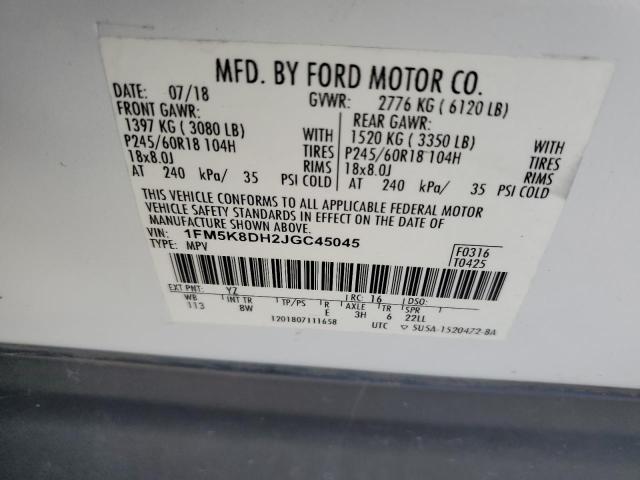 MFD. BY FORD MOTOR CO.
DATE: 07/18 GVWR: 2776 KG ( 6120 LB)
FRONT GAWR: REAR GAWR:
1397 KG ( 3080 LB) WITH 1520 KG ( 3350 LB) WITH
P245/60R18 104H TIRES P245/60R18 104H TIRES
18x8.0J RIMS 18x8.0J RIMS
AT 240 kPa/ 35 PSI COLD AT 240 kPa/ 35 PSI COLD
THIS VEHICLE CONFORMS TO ALL APPLICABLE FEDERAL MOTOR
VEHICLE SAFETY STANDARDS IN EFFECT ON THE DATE OF
MANUFACTURE SHOWN ABOVE.
VIN: 1FM5K8DH2JGC45045 F0316
TYPE: MPV T0425
EXT PNT: YZ RC: 16 DSO:
WB INT TR TP/PS R AXLE TR SPR
113 8W E 3H 6 22LL
1201807111658 UTC ▽ 5U5A-1520472-BA